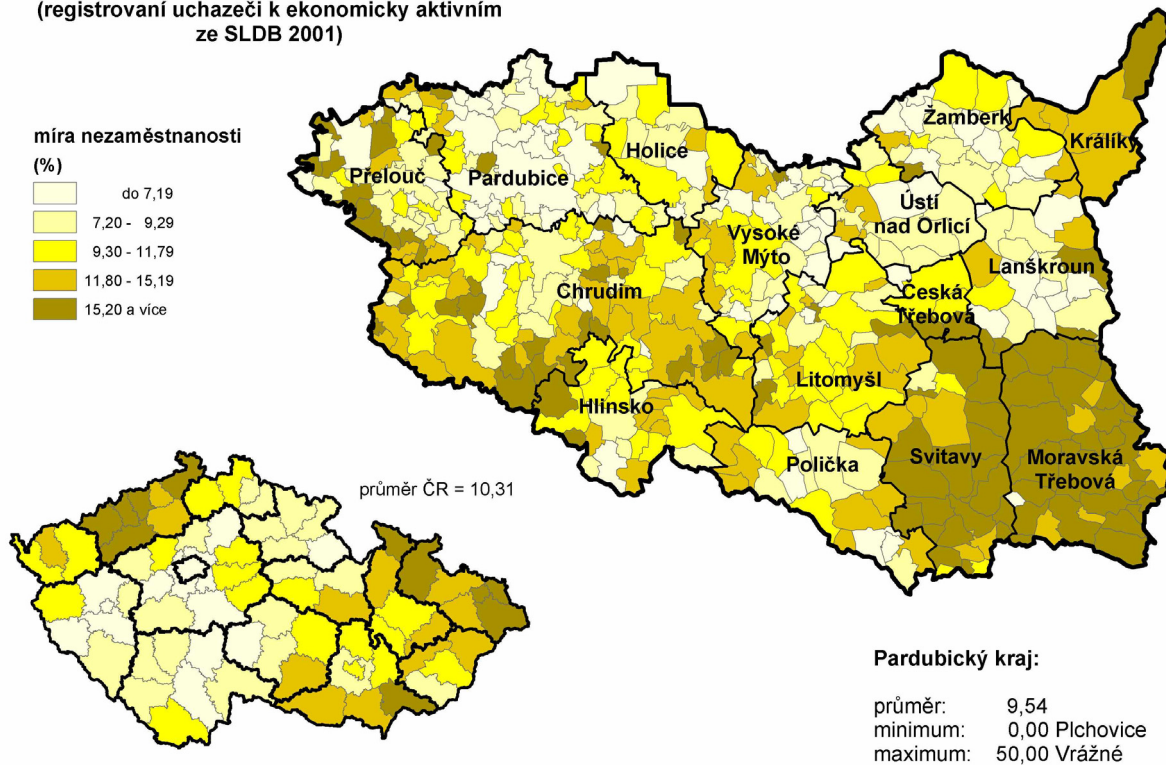 (registrovaní uchazeči k ekonomicky aktivním
ze SLDB 2001)
míra nezaměstnanosti
(%)
do 7,19
7,20 - 9,29
9,30 - 11,79
11,80 - 15,19
15,20 a více
Žamberk
Králíky
Holice
Přelouč
Pardubice
Ústí
nad Orlicí
Vysoké
Mýto
Lanškroun
Česká
Třebová
Chrudim
Litomyšl
Hlinsko
Polička
Svitavy
Moravská
Třebová
průměr ČR = 10,31
Pardubický kraj:
průměr: 9,54
minimum: 0,00 Plchovice
maximum: 50,00 Vrážné